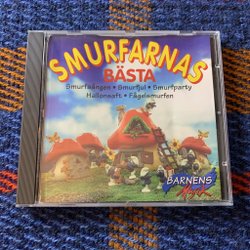 SMURFARNAS
BÄSTA
Smurfsången • Smurfjul • Smurfparty
Hallonsaft • Fågelsmurfen
BARNENS